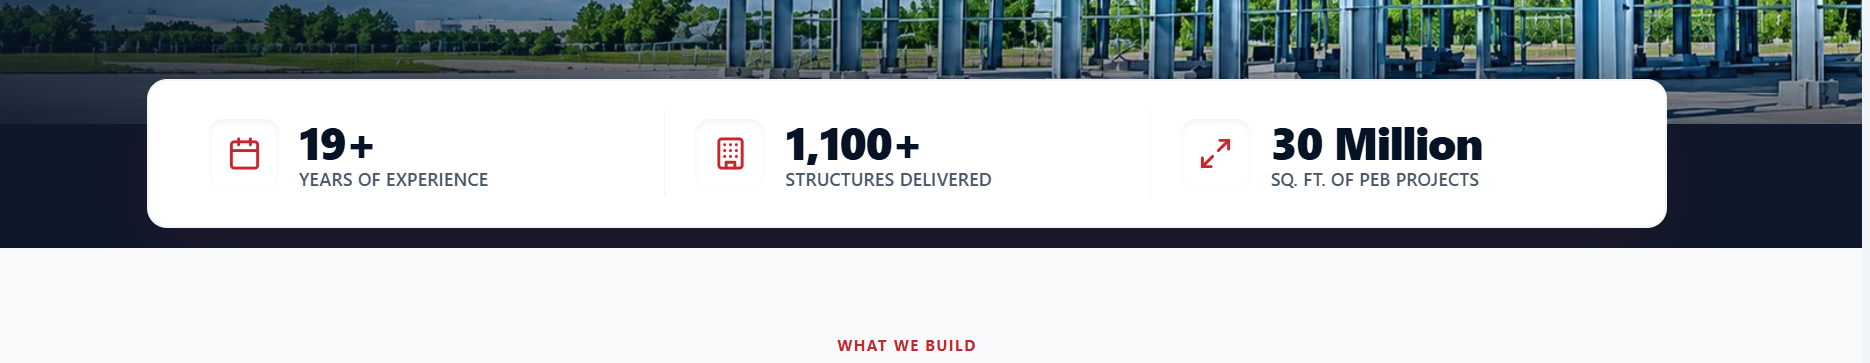 19+
YEARS OF EXPERIENCE
1,100+
STRUCTURES DELIVERED
30 Million
SQ. FT. OF PEB PROJECTS
WHAT WE BUILD